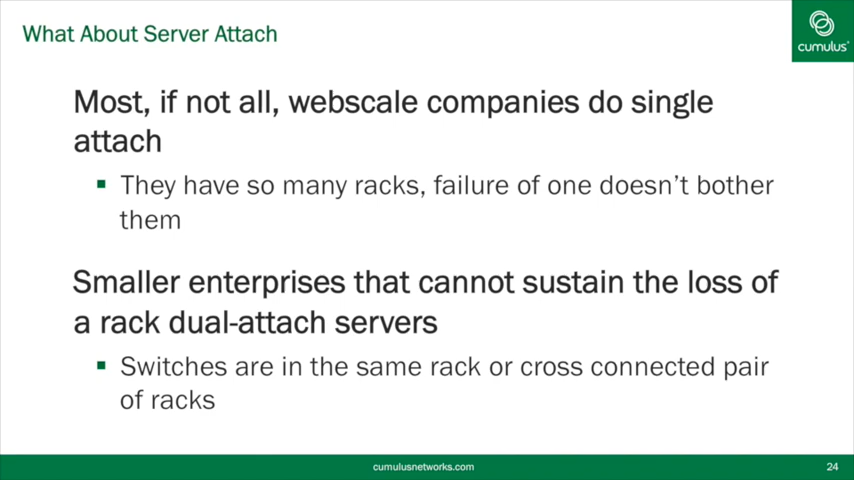 What About Server Attach
cumulus®
Most, if not all, webscale companies do single
attach
▪ They have so many racks, failure of one doesn’t bother
them
Smaller enterprises that cannot sustain the loss of
a rack dual-attach servers
▪ Switches are in the same rack or cross connected pair
of racks
cumulusnetworks.com
24